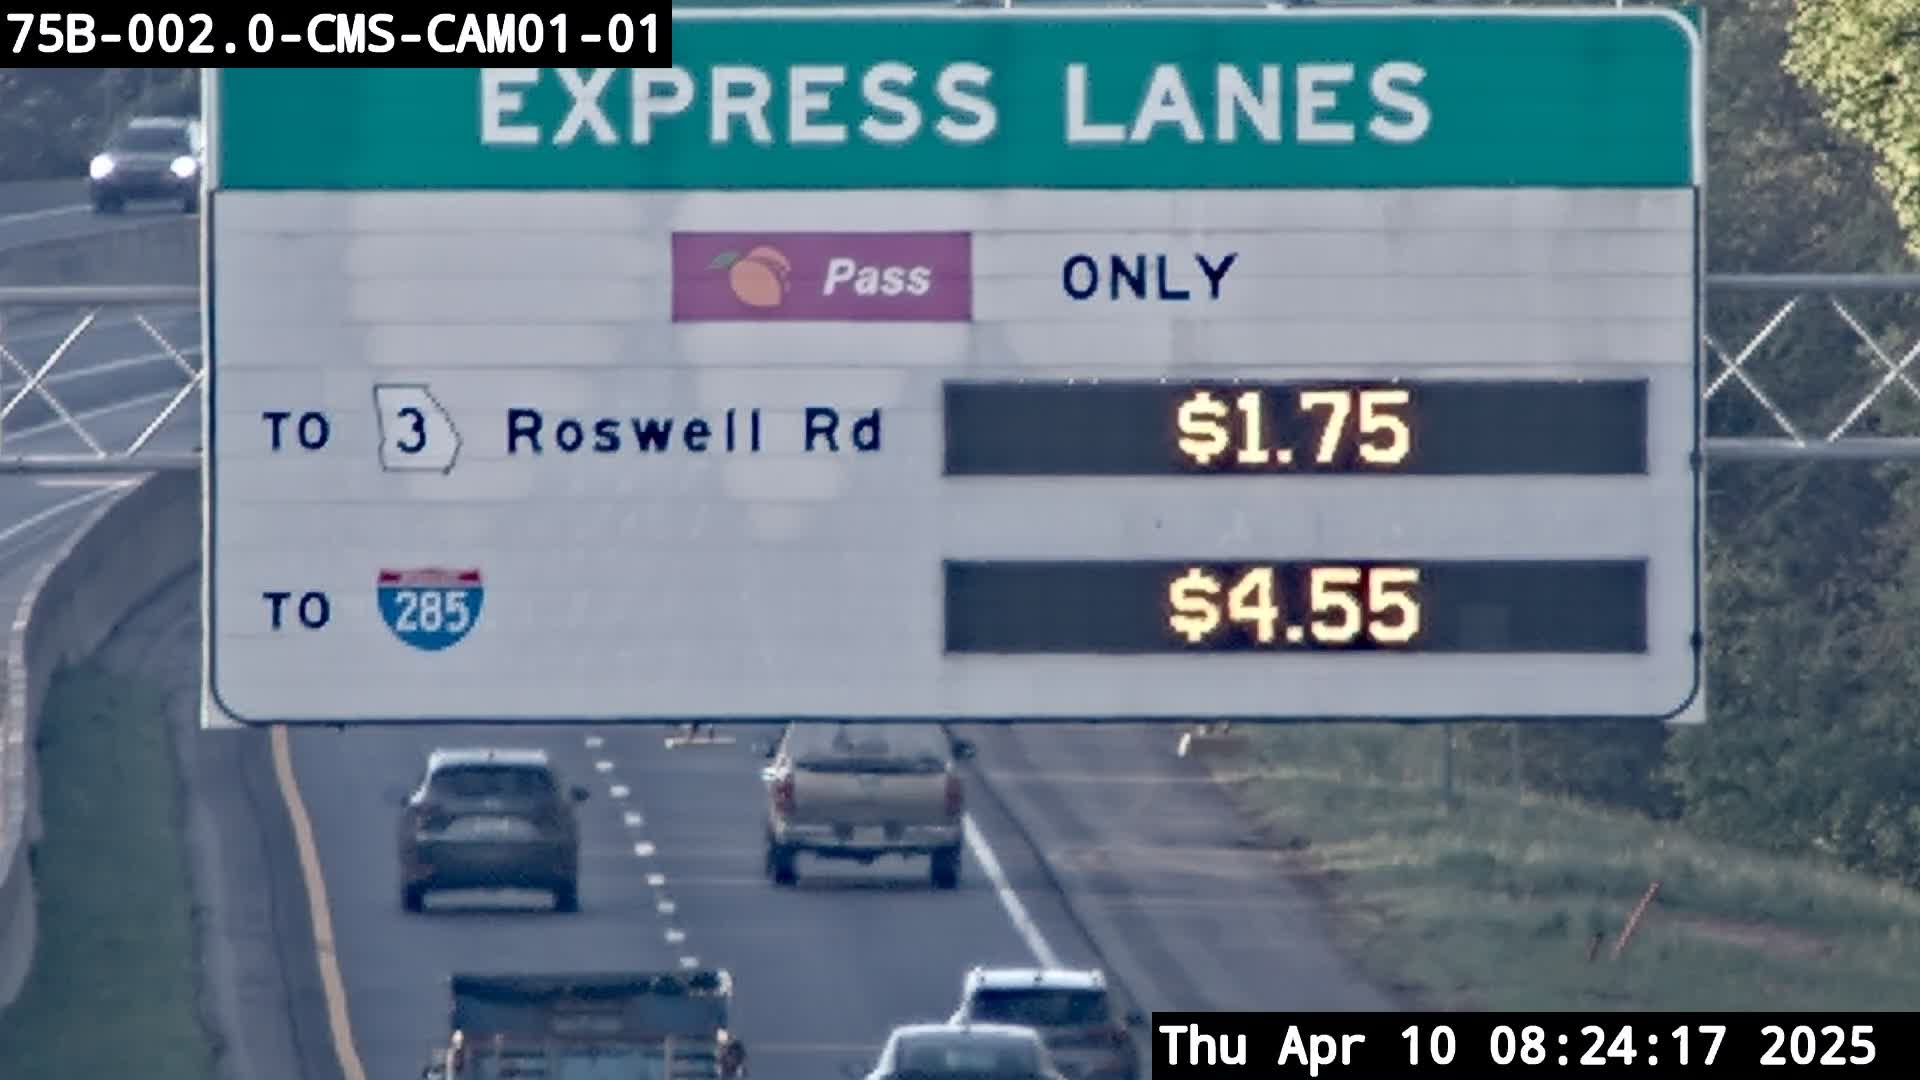 75B-002.0-CMS-CAM01-01
EXPRESS LANES
Pass ONLY
TO 3 Roswell Rd $1.75
TO 285 $4.55
Thu Apr 10 08:24:17 2025